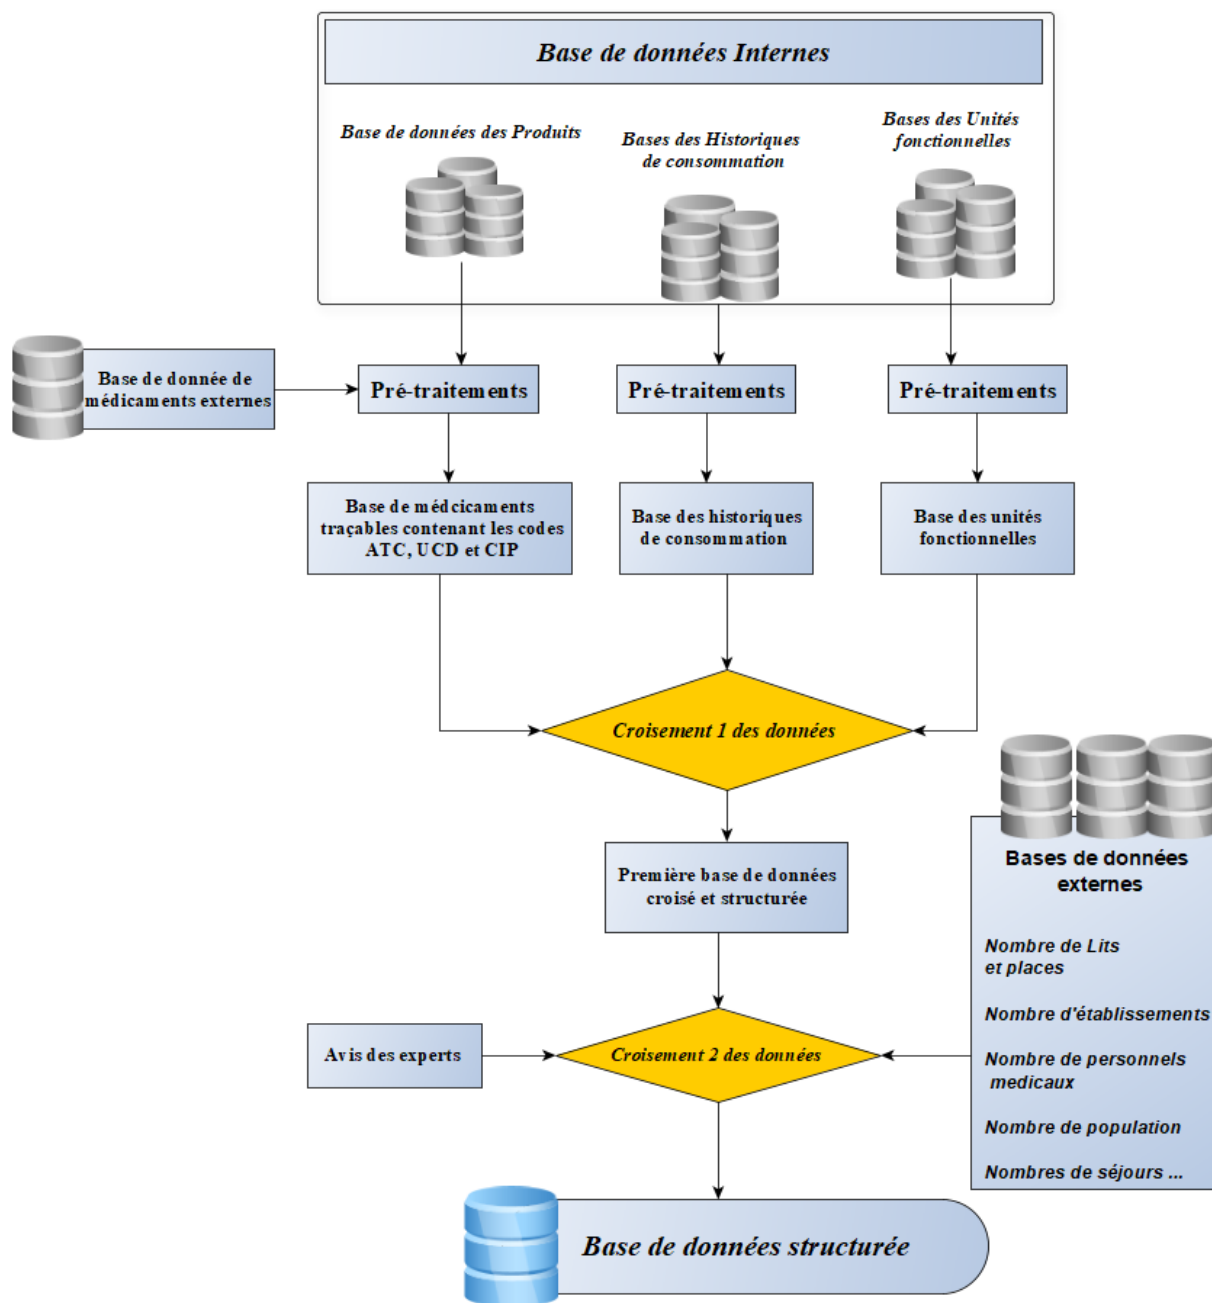 Base de données Internes
Base de données des Produits
Bases des Historiques
de consommation
Bases des Unités
fonctionnelles
Base de donnée de
médicaments externes
Pré-traitements
Pré-traitements
Pré-traitements
Base de médcicaments
traçables contenant les codes
ATC, UCD et CIP
Base des historiques
de consommation
Base des unités
fonctionnelles
Croisement 1 des données
Première base de données
croisé et structurée
Bases de données
externes
Nombre de Lits
et places
Nombre d'établissements
Nombre de personnels
medicaux
Nombre de population
Nombres de séjours ...
Avis des experts
Croisement 2 des données
Base de données structurée